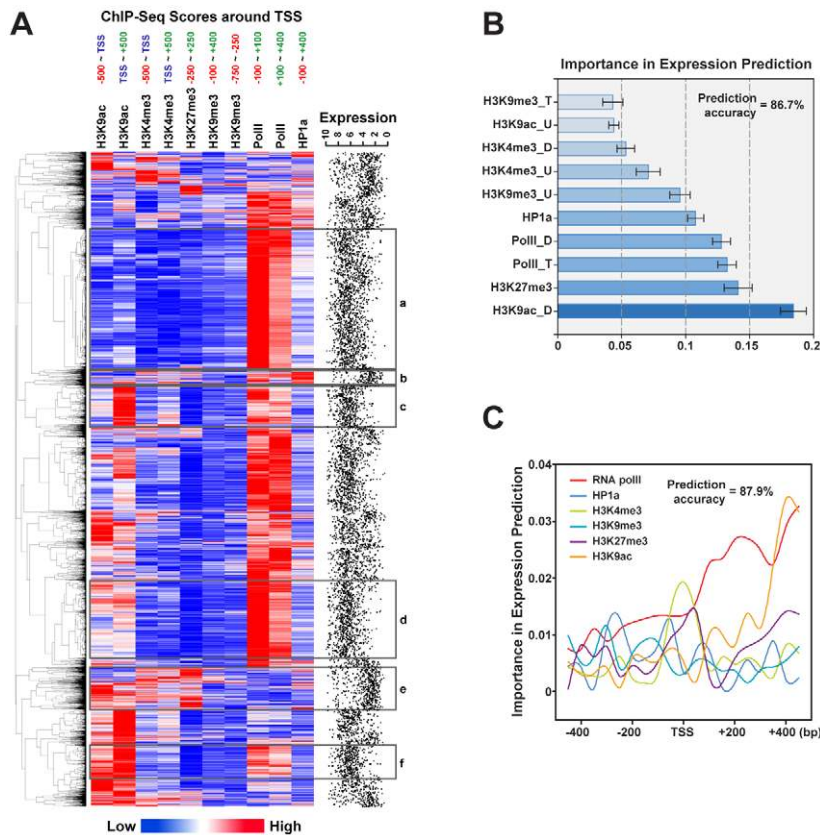 A
ChIP-Seq Scores around TSS
-500 ~ TSS
TSS ~ +500
-500 ~ TSS
TSS ~ +500
-250 ~ +250
-100 ~ +400
-750 ~ -250
-100 ~ +100
+100 ~ +400
-100 ~ +400
H3K9ac
H3K9ac
H3K4me3
H3K4me3
H3K27me3
H3K9me3
H3K9me3
PolII
PolII
HP1a
Expression
10 8 6 4 2 0
a
b
c
d
e
f
Low High
B
Importance in Expression Prediction
Prediction accuracy = 86.7%
H3K9me3_T
H3K9ac_U
H3K4me3_D
H3K4me3_U
H3K9me3_U
HP1a
PolII_D
PolII_T
H3K27me3
H3K9ac_D
0 0.05 0.1 0.15 0.2
C
Importance in Expression Prediction
0.04
0.03
0.02
0.01
0
RNA polII
HP1a
H3K4me3
H3K9me3
H3K27me3
H3K9ac
Prediction accuracy = 87.9%
-400 -200 TSS +200 +400 (bp)